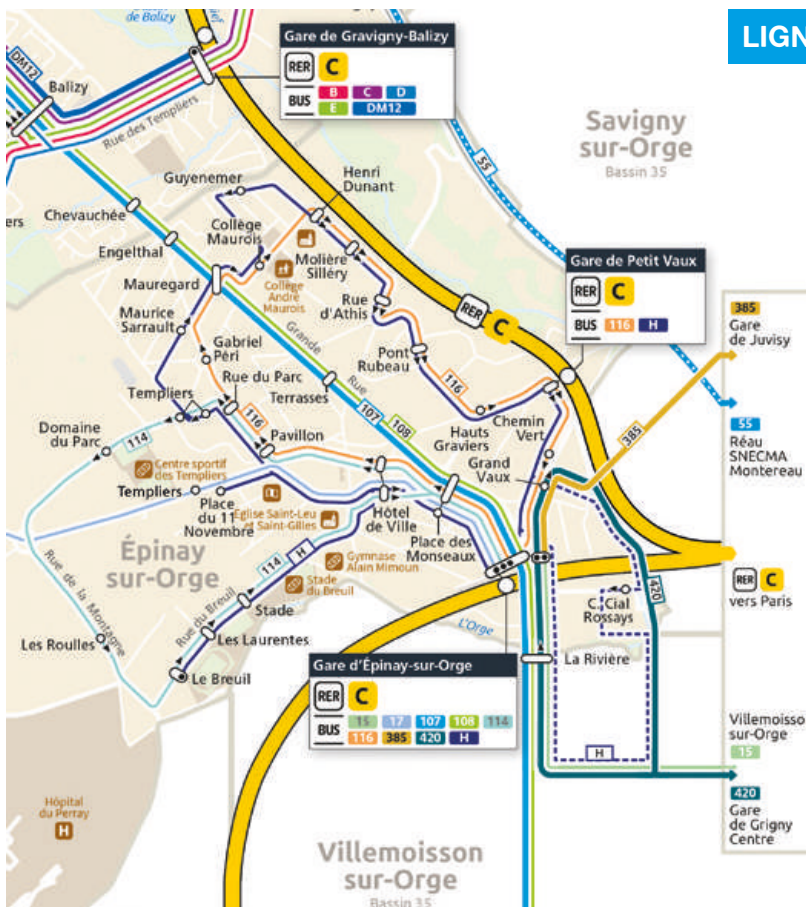 de Balizy
LIGN
Gare de Gravigny-Balizy
RER C
BUS B C D
E DM12
DM12
Balizy
Rue des Templiers
Savigny
sur-Orge
Bassin 35
55
Guyenemer
Henri
Dunant
Chevauchée
ers
Engelthal
Collège
Maurois
Molière
Silléry
Collège
André
Maurois
Mauregard
Rue
d'Athis
Gare de Petit Vaux
RER C
BUS 116 H
RER C
Maurice
Sarrault
Gabriel
Péri
Grande
Rue
Pont
Rubeau
116
385
Gare
de Juvisy
Templiers
Rue du Parc
Terrasses
107
108
116
Hauts
Graviers
Chemin
Vert
385
55
Réau
SNECMA
Montereau
Domaine
du Parc
114
Pavillon
Grand
Vaux
Centre sportif
des Templiers
Templiers
Place
du 11
Novembre
Église Saint-Leu
et Saint-Gilles
Hôtel
de Ville
Place des
Monseaux
Épinay
sur-Orge
Gymnase
Alain Mimoun
114
H
Stade
du Breuil
Rue de la Montagne
Rue du Breuil
Stade
Les Laurentes
Les Roulles
Le Breuil
L'Orge
C. Cial
Rossays
420
RER C
vers Paris
La Rivière
Gare d'Épinay-sur-Orge
RER C
BUS 15 17 107 108 114
116 385 420 H
H
Villemoisson
sur-Orge
15
420
Gare
de Grigny
Centre
Hôpital
du Perray
H
Villemoisson
sur-Orge
Bassin 35